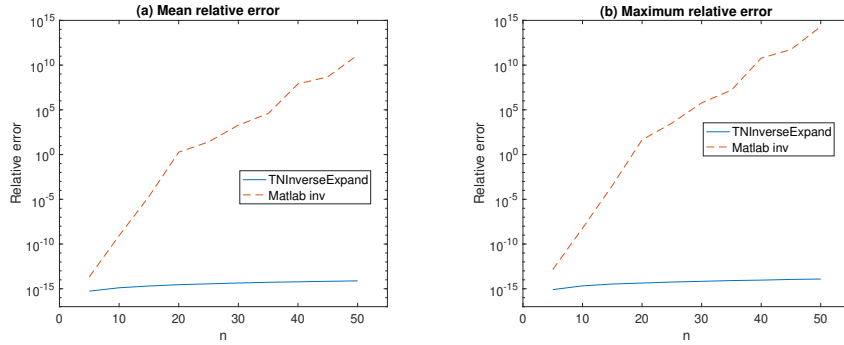 (a) Mean relative error
10^15
10^10
10^5
10^0
10^-5
10^-10
10^-15
Relative error
TNInverseExpand
Matlab inv
0 10 20 30 40 50
n
(b) Maximum relative error
10^15
10^10
10^5
10^0
10^-5
10^-10
10^-15
Relative error
TNInverseExpand
Matlab inv
0 10 20 30 40 50
n